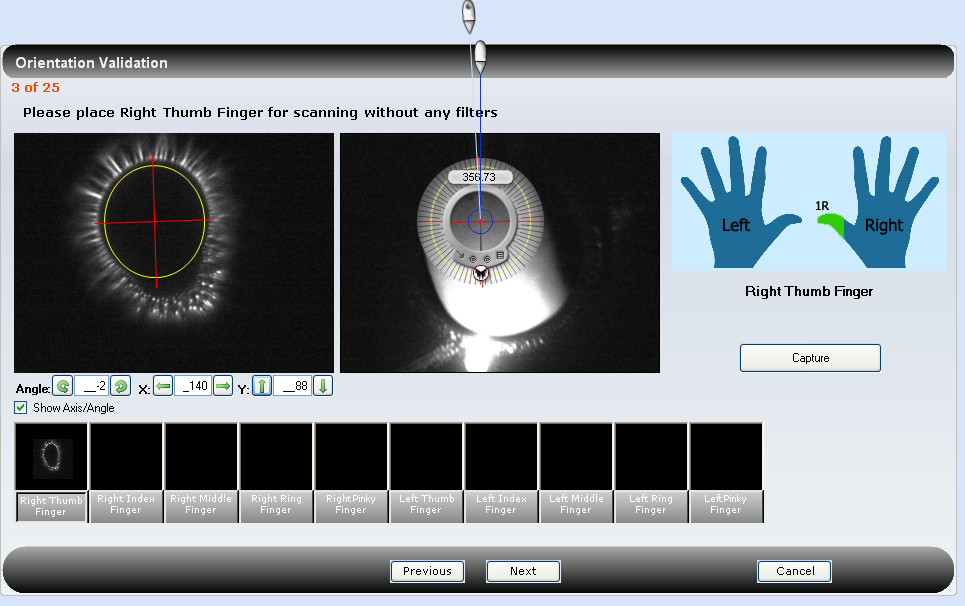 Orientation Validation
3 of 25
Please place Right Thumb Finger for scanning without any filters
356.73
1R
Left
Right
Right Thumb Finger
Capture
Angle: __-2 X: _140 Y: __88
Show Axis/Angle
Right Thumb
Finger
Right Index
Finger
Right Middle
Finger
Right Ring
Finger
RightPinky
Finger
Left Thumb
Finger
Left Index
Finger
Left Middle
Finger
Left Ring
Finger
LeftPinky
Finger
Previous
Next
Cancel